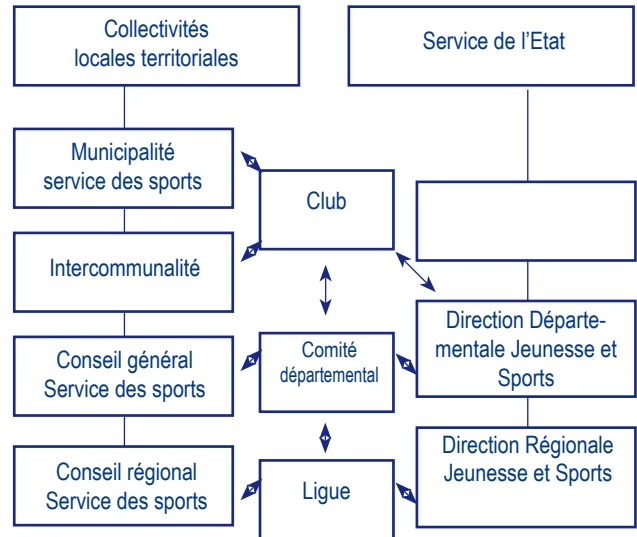 Collectivités
locales territoriales
Service de l’Etat
Municipalité
service des sports
Club
Intercommunalité
Conseil général
Service des sports
Comité
départemental
Direction Départe-
mentale Jeunesse et
Sports
Conseil régional
Service des sports
Ligue
Direction Régionale
Jeunesse et Sports